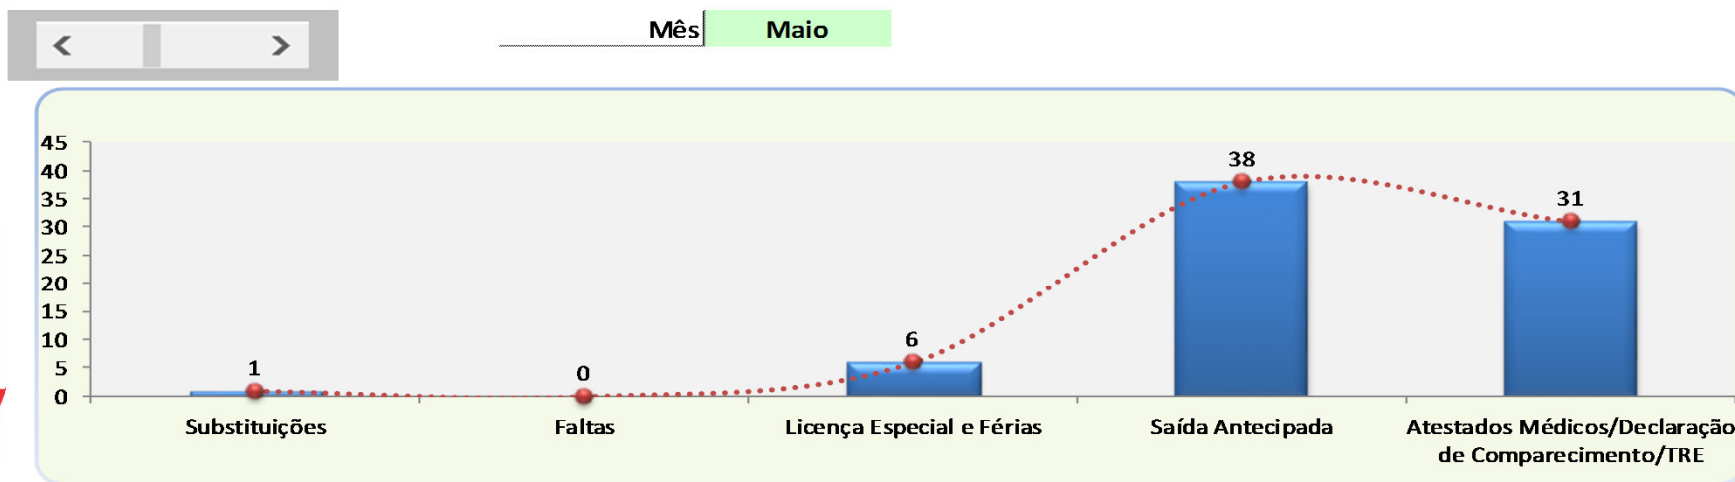 Mês Maio
45
40
35
30
25
20
15
10
5
0
1
0
6
38
31
Substituições
Faltas
Licença Especial e Férias
Saída Antecipada
Atestados Médicos/Declaração
de Comparecimento/TRE